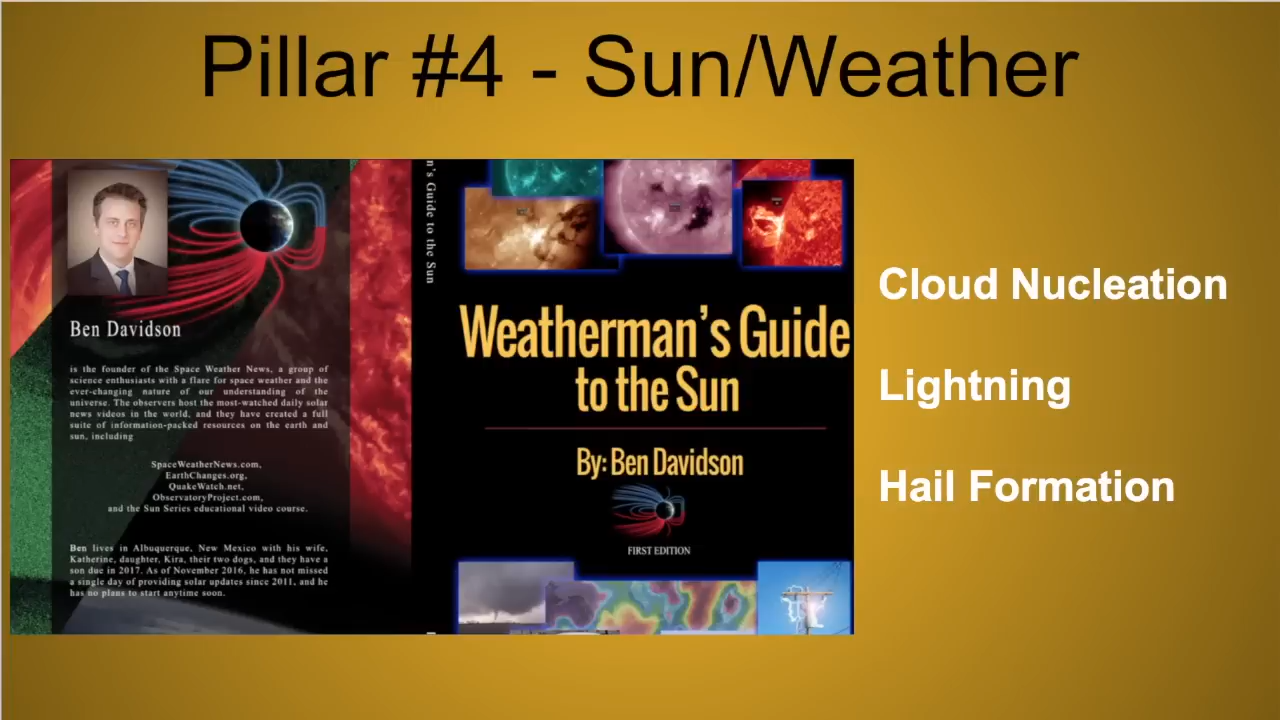 Pillar #4 - Sun/Weather
Ben Davidson
is the founder of the Space Weather News, a group of
science enthusiasts with a flare for space weather and the
ever-changing nature of our understanding of the
universe. The observers host the most-watched daily solar
news videos in the world, and they have created a full
suite of information-packed resources on the earth and
sun, including
SpaceWeatherNews.com,
EarthChanges.org,
QuakeWatch.net,
ObservatoryProject.com,
and the Sun Series educational video course.
Ben lives in Albuquerque, New Mexico with his wife,
Katherine, daughter, Kira, their two dogs, and they have a
son due in 2017. As of November 2016, he has not missed
a single day of providing solar updates since 2011, and he
has no plans to start anytime soon.
n's Guide to the Sun
Weatherman's Guide
to the Sun
By: Ben Davidson
FIRST EDITION
Cloud Nucleation
Lightning
Hail Formation